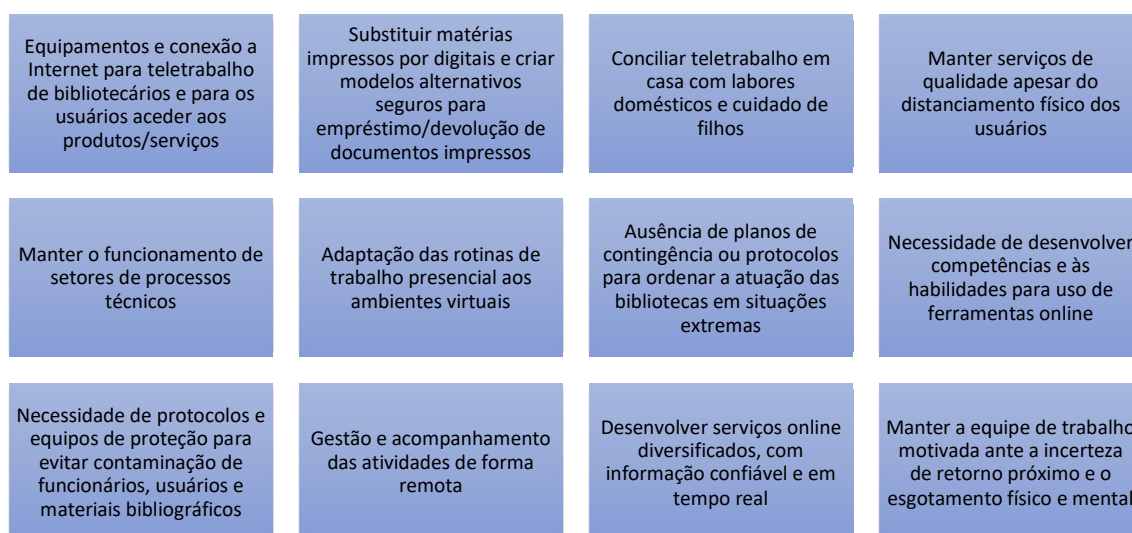 Equipamentos e conexão a
Internet para teletrabalho
de bibliotecários e para os
usuários aceder aos
produtos/serviços
Substituir matérias
impressos por digitais e criar
modelos alternativos
seguros para
empréstimo/devolução de
documentos impressos
Conciliar teletrabalho em
casa com labores
domésticos e cuidado de
filhos
Manter serviços de
qualidade apesar do
distanciamento físico dos
usuários
Manter o funcionamento de
setores de processos
técnicos
Adaptação das rotinas de
trabalho presencial aos
ambientes virtuais
Ausência de planos de
contingência ou protocolos
para ordenar a atuação das
bibliotecas em situações
extremas
Necessidade de desenvolver
competências e às
habilidades para uso de
ferramentas online
Necessidade de protocolos e
equipos de proteção para
evitar contaminação de
funcionários, usuários e
materiais bibliográficos
Gestão e acompanhamento
das atividades de forma
remota
Desenvolver serviços online
diversificados, com
informação confiável e em
tempo real
Manter a equipe de trabalho
motivada ante a incerteza
de retorno próximo e o
esgotamento físico e mental